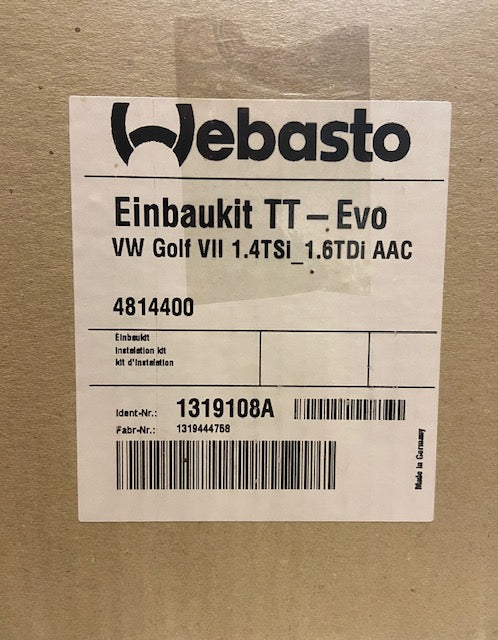 Webasto
Einbaukit TT – Evo
VW Golf VII 1.4TSi_1.6TDi AAC
4814400
Einbaukit
Instalation kit
kit d'instalation
Ident-Nr.: 1319108A
Fabr-Nr.: 1319444758
Made in Germany